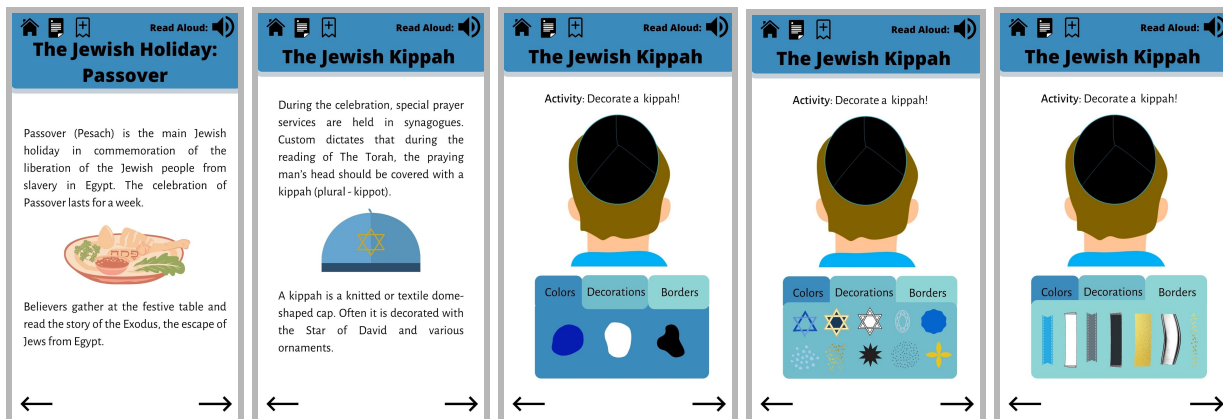 Read Aloud:
The Jewish Holiday:
Passover
Passover (Pesach) is the main Jewish
holiday in commemoration of the
liberation of the Jewish people from
slavery in Egypt. The celebration of
Passover lasts for a week.
פסח
Believers gather at the festive table and
read the story of the Exodus, the escape of
Jews from Egypt.
Read Aloud:
The Jewish Kippah
During the celebration, special prayer
services are held in synagogues.
Custom dictates that during the
reading of The Torah, the praying
man's head should be covered with a
kippah (plural - kippot).
A kippah is a knitted or textile dome-
shaped cap. Often it is decorated with
the Star of David and various
ornaments.
Read Aloud:
The Jewish Kippah
Activity: Decorate a kippah!
Colors Decorations Borders
Read Aloud:
The Jewish Kippah
Activity: Decorate a kippah!
Colors Decorations Borders
Read Aloud:
The Jewish Kippah
Activity: Decorate a kippah!
Colors Decorations Borders